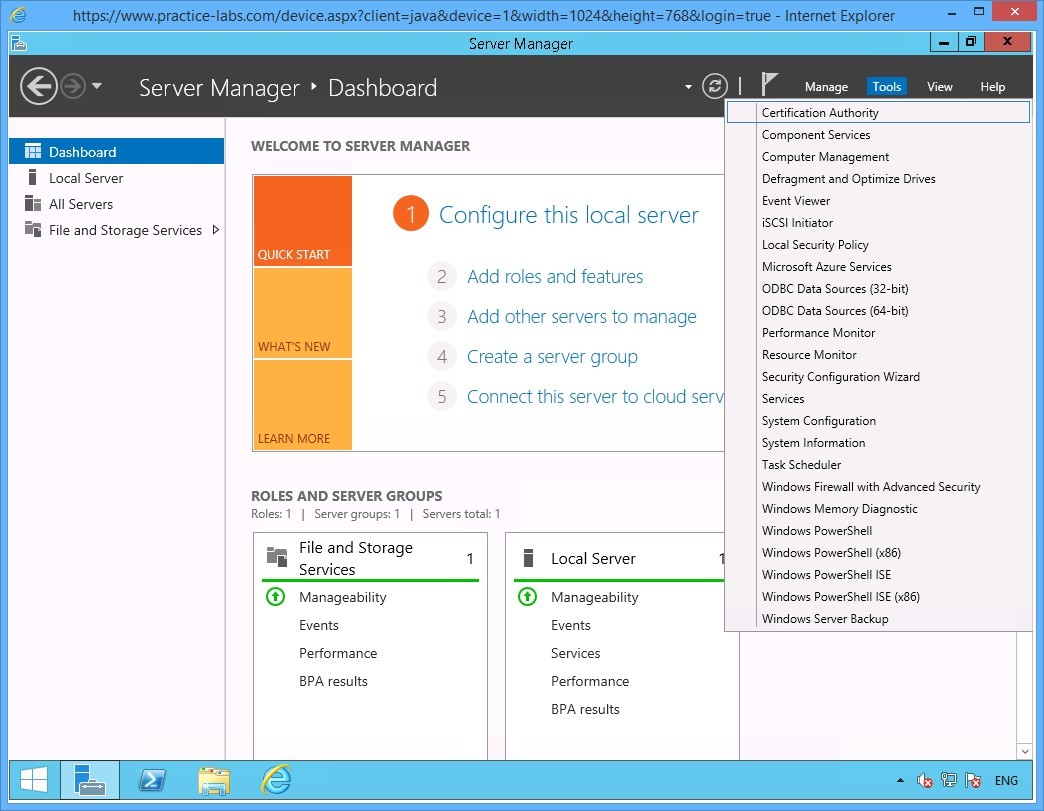 https://www.practice-labs.com/device.aspx?client=java&device=1&width=1024&height=768&login=true - Internet Explorer
Server Manager
Server Manager Dashboard
Manage Tools View Help
Dashboard
Local Server
All Servers
File and Storage Services
WELCOME TO SERVER MANAGER
QUICK START
WHAT'S NEW
LEARN MORE
1 Configure this local server
2 Add roles and features
3 Add other servers to manage
4 Create a server group
5 Connect this server to cloud serv
ROLES AND SERVER GROUPS
Roles: 1 | Server groups: 1 | Servers total: 1
File and Storage
Services
1
Manageability
Events
Performance
BPA results
Local Server 1
Manageability
Events
Services
Performance
BPA results
Certification Authority
Component Services
Computer Management
Defragment and Optimize Drives
Event Viewer
iSCSI Initiator
Local Security Policy
Microsoft Azure Services
ODBC Data Sources (32-bit)
ODBC Data Sources (64-bit)
Performance Monitor
Resource Monitor
Security Configuration Wizard
Services
System Configuration
System Information
Task Scheduler
Windows Firewall with Advanced Security
Windows Memory Diagnostic
Windows PowerShell
Windows PowerShell (x86)
Windows PowerShell ISE
Windows PowerShell ISE (x86)
Windows Server Backup
ENG